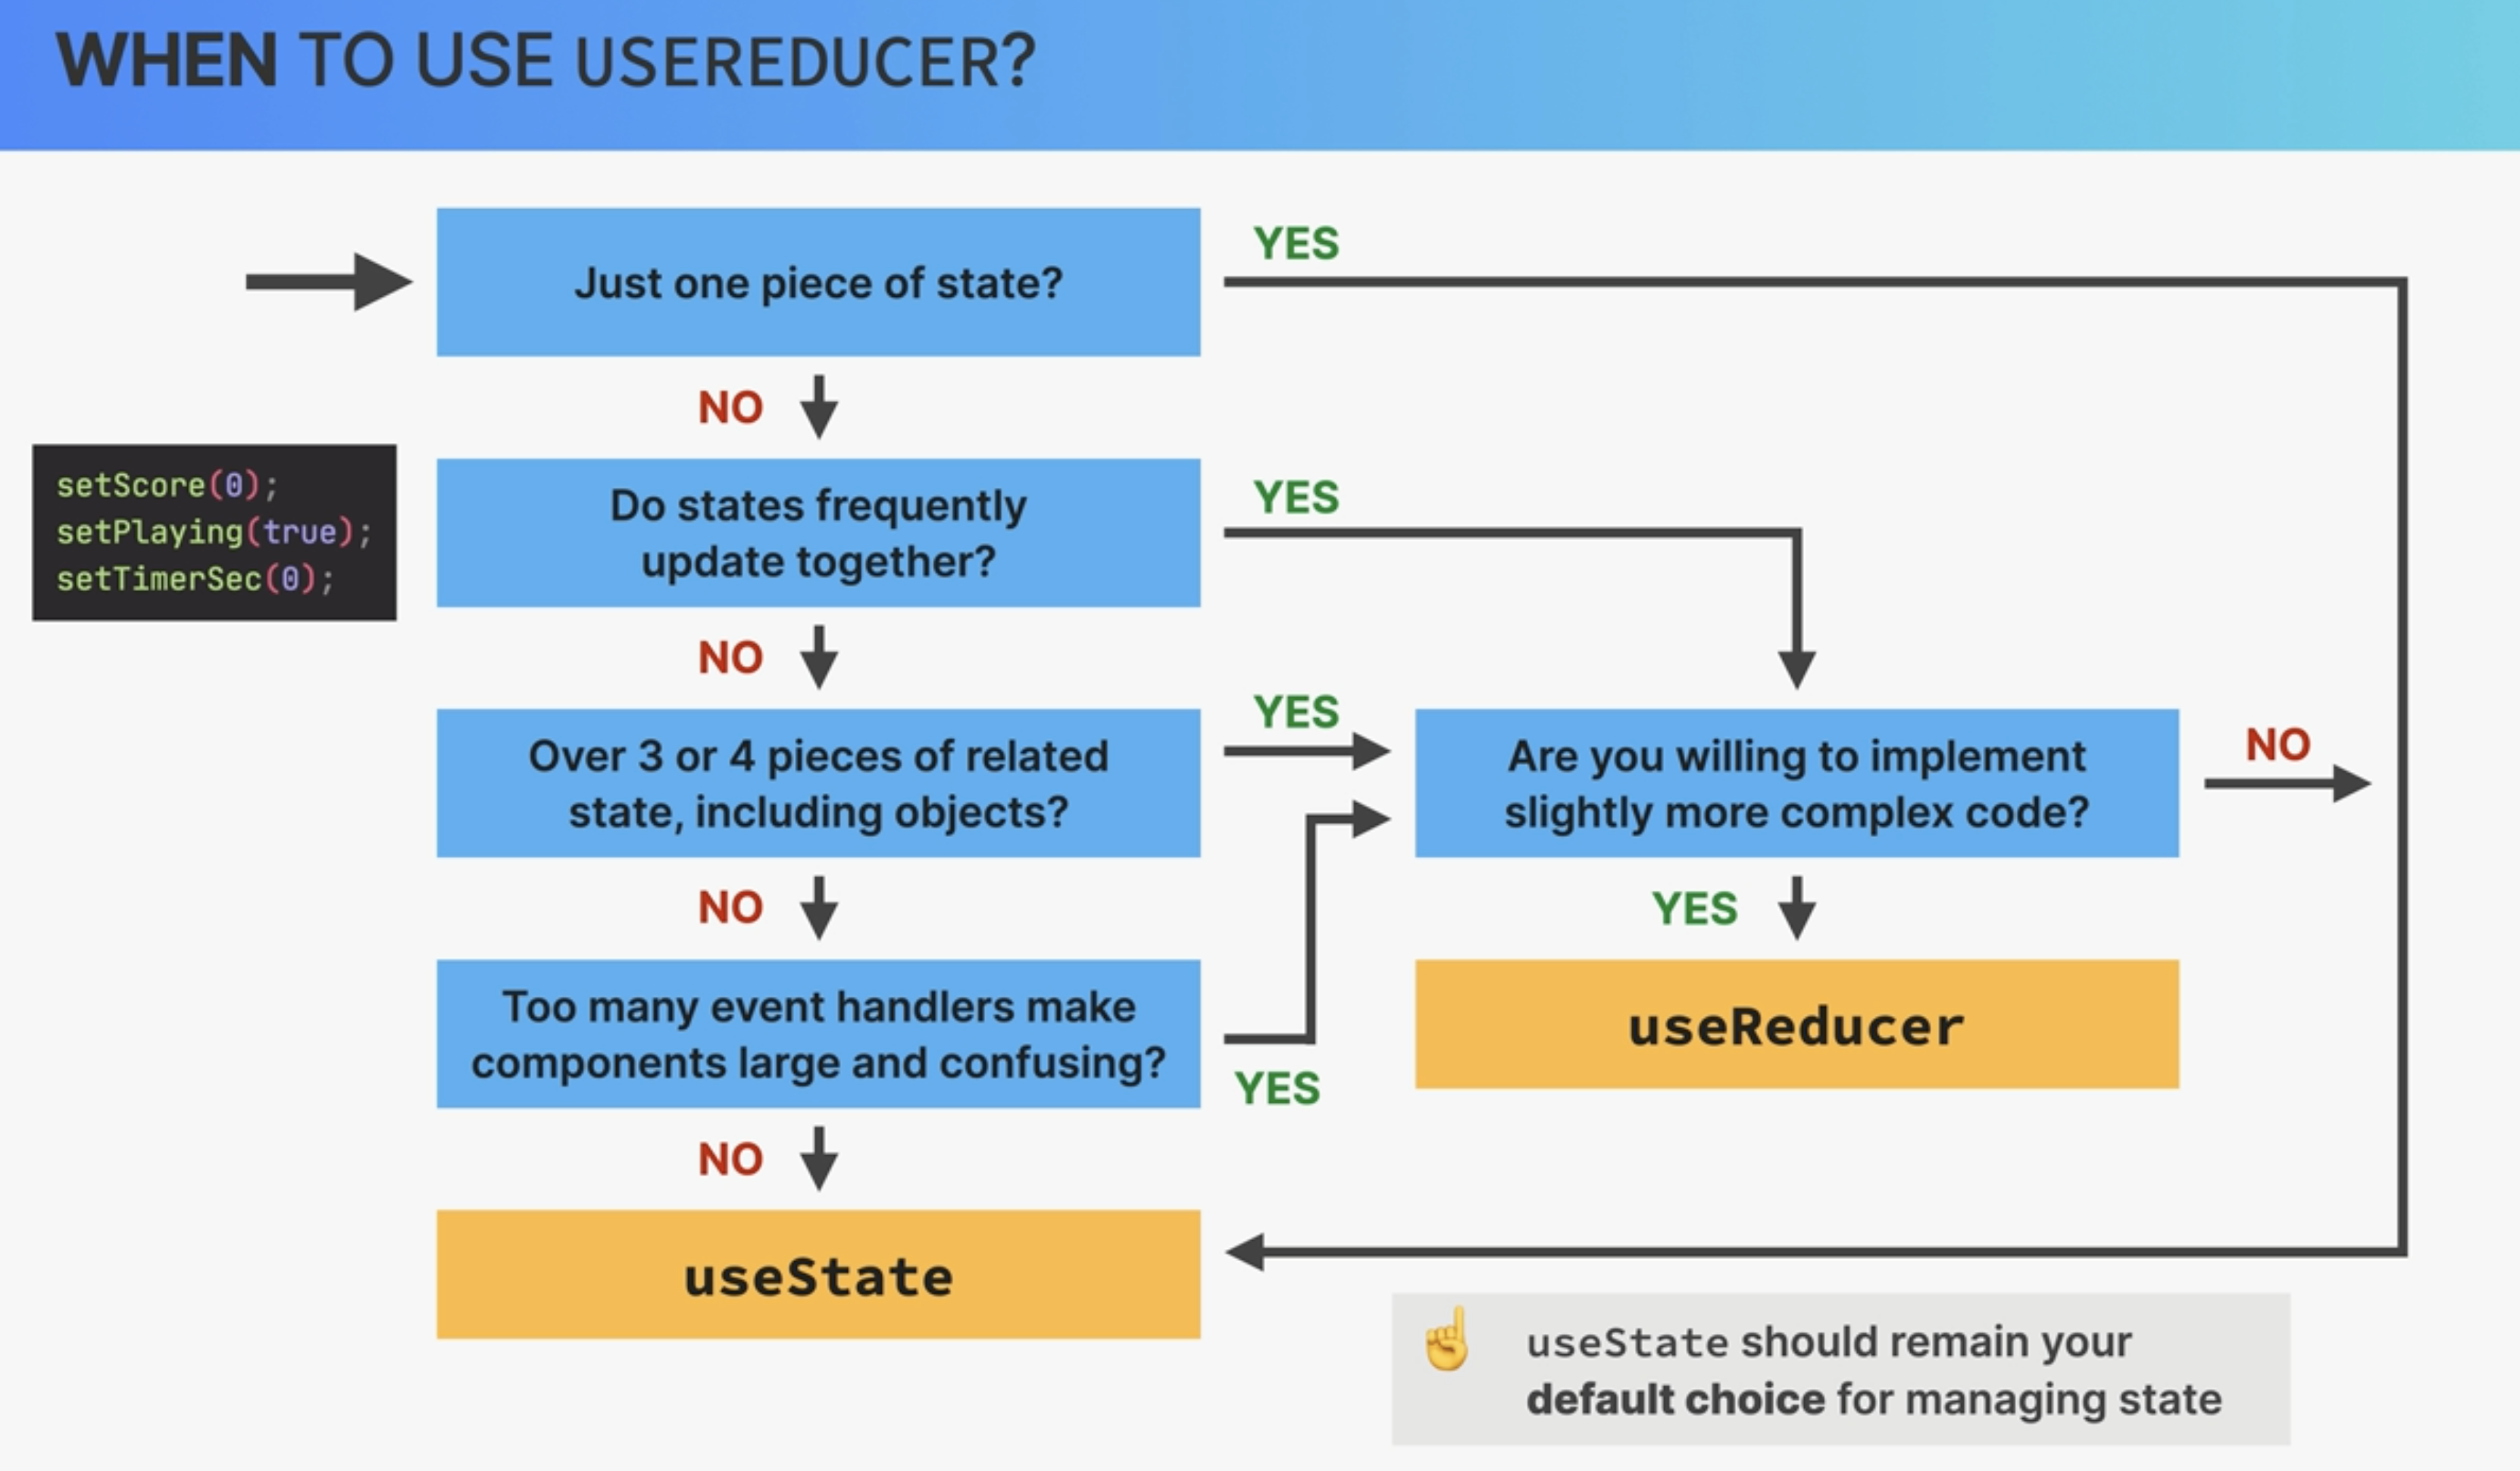 WHEN TO USE USEREDUCER?
Just one piece of state?
YES
NO
setScore(0);
setPlaying(true);
setTimerSec(0);
Do states frequently
update together?
YES
NO
Over 3 or 4 pieces of related
state, including objects?
YES
Are you willing to implement
slightly more complex code?
NO
NO
YES
Too many event handlers make
components large and confusing?
YES
useReducer
NO
useState
☝️ useState should remain your
default choice for managing state